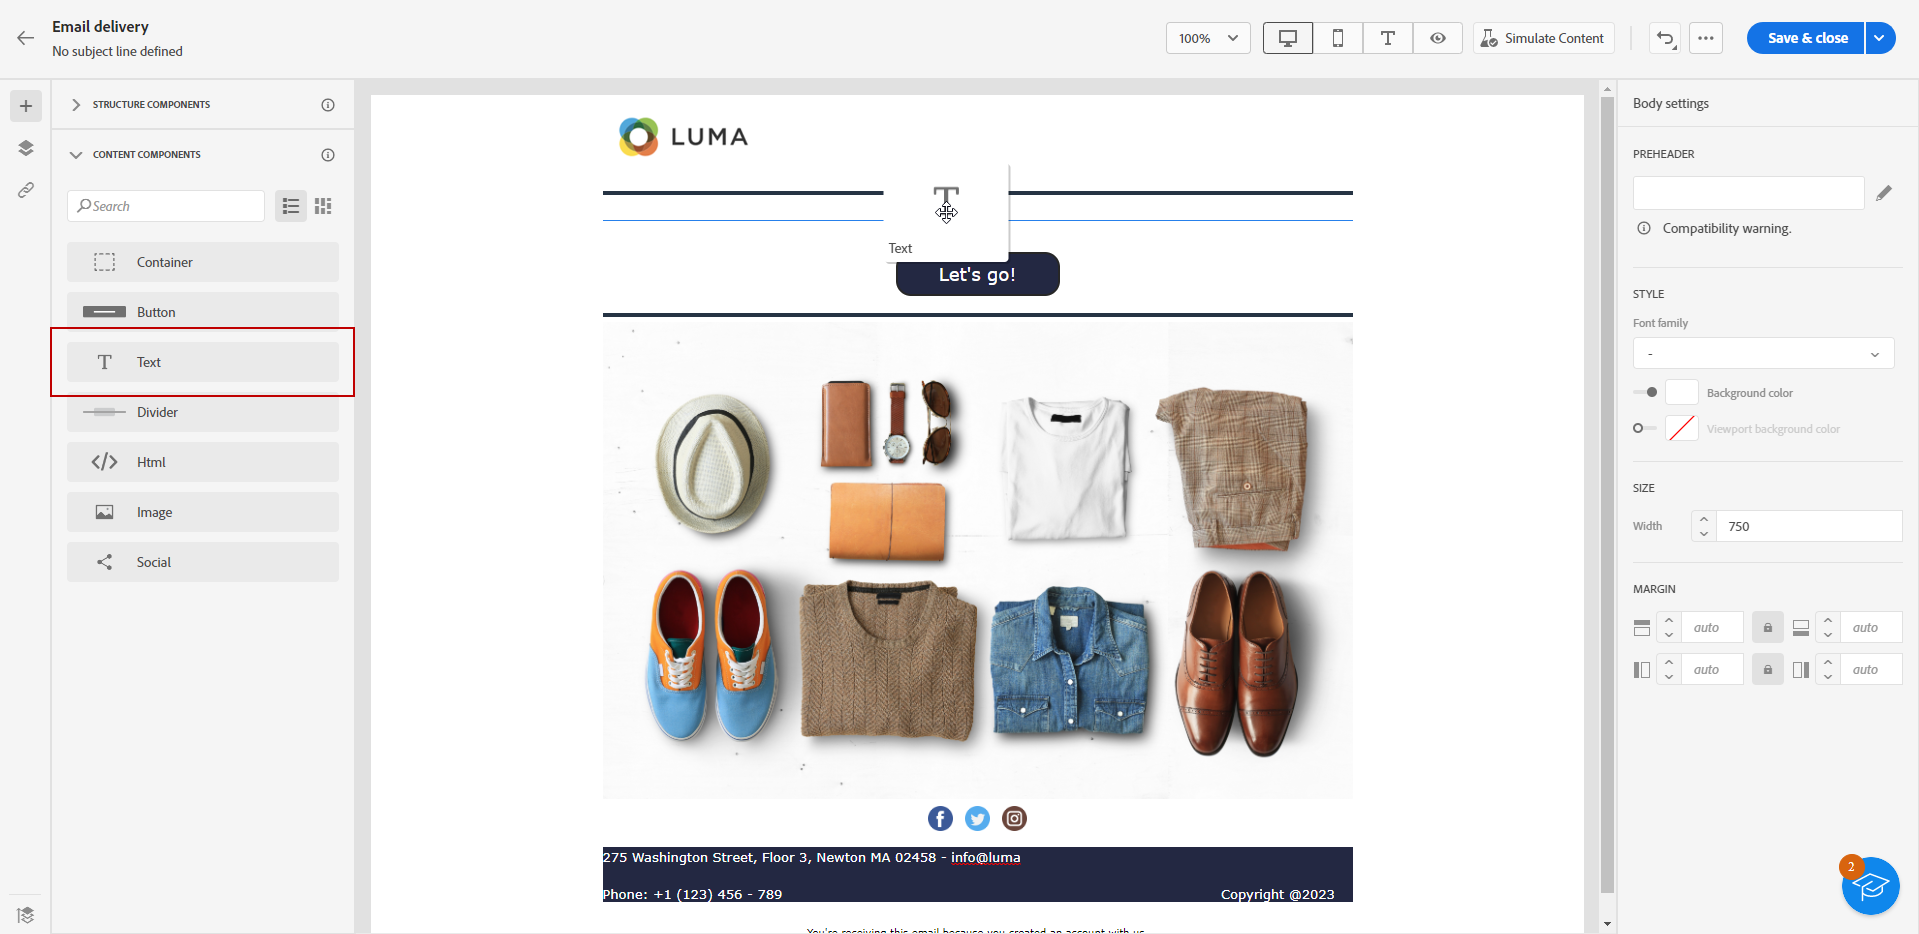 Email delivery
No subject line defined
100%
Simulate Content
Save & close
STRUCTURE COMPONENTS
CONTENT COMPONENTS
Search
Container
Button
Text
Divider
Html
Image
Social
LUMA
Text
Let's go!
275 Washington Street, Floor 3, Newton MA 02458 - info@luma
Phone: +1 (123) 456 - 789
Copyright @2023
You're receiving this email because you created an account with us
Body settings
PREHEADER
Compatibility warning.
STYLE
Font family
-
Background color
Viewport background color
SIZE
Width
750
MARGIN
auto
auto
auto
auto
2